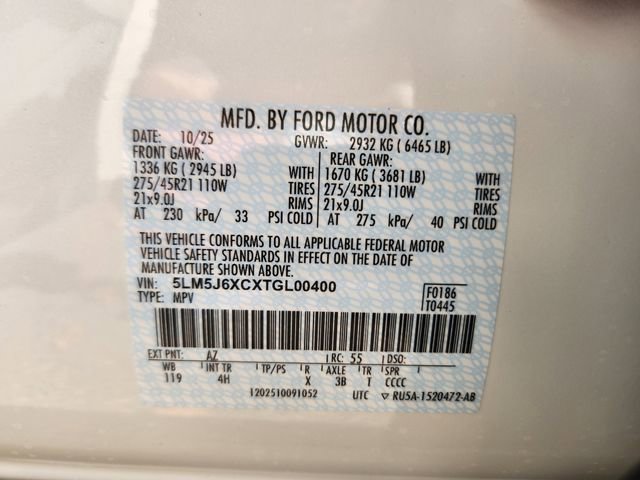 MFD. BY FORD MOTOR CO.
DATE: 10/25 GVWR: 2932 KG ( 6465 LB)
FRONT GAWR: REAR GAWR:
1336 KG ( 2945 LB) WITH 1670 KG ( 3681 LB) WITH
275/45R21 110W TIRES 275/45R21 110W TIRES
21x9.0J RIMS 21x9.0J RIMS
AT 230 kPa/ 33 PSI COLD AT 275 kPa/ 40 PSI COLD
THIS VEHICLE CONFORMS TO ALL APPLICABLE FEDERAL MOTOR
VEHICLE SAFETY STANDARDS IN EFFECT ON THE DATE OF
MANUFACTURE SHOWN ABOVE.
VIN: 5LM5J6XCXTGL00400 F0186
TYPE: MPV T0445
EXT PNT: AZ RC: 55 DSO:
WB INT TR TP/PS R AXLE TR SPR
119 4H X 3B T CCCC
1202510091052 UTC ▽ RU5A-1520472-AB